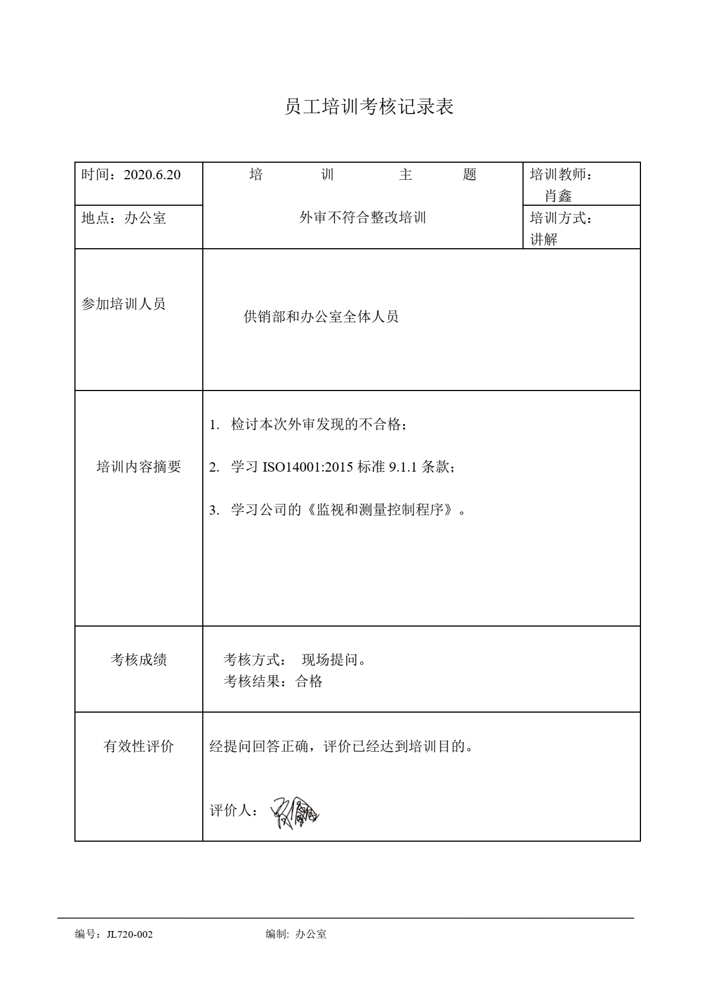 员工培训考核记录表
时间：2020.6.20
培 训 主 题
培训教师：
肖鑫
地点：办公室
外审不符合整改培训
培训方式：
讲解
参加培训人员
供销部和办公室全体人员
培训内容摘要
1. 检讨本次外审发现的不合格；
2. 学习 ISO14001:2015 标准 9.1.1 条款；
3. 学习公司的《监视和测量控制程序》。
考核成绩
考核方式： 现场提问。
考核结果：合格
有效性评价
经提问回答正确，评价已经达到培训目的。
评价人：
编号：JL720-002 编制: 办公室